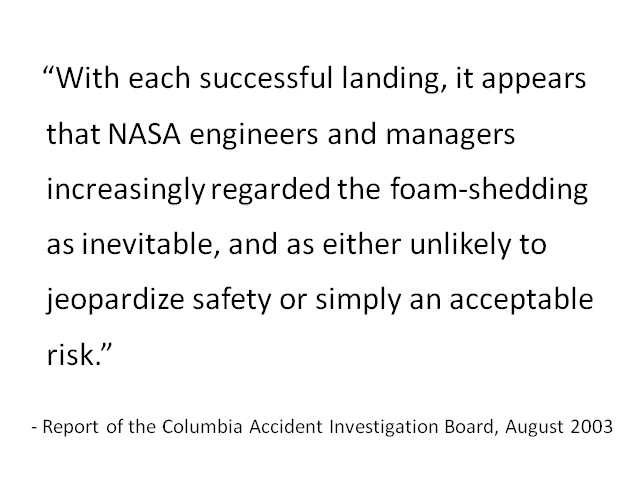 “With each successful landing, it appears
that NASA engineers and managers
increasingly regarded the foam-shedding
as inevitable, and as either unlikely to
jeopardize safety or simply an acceptable
risk.”
- Report of the Columbia Accident Investigation Board, August 2003